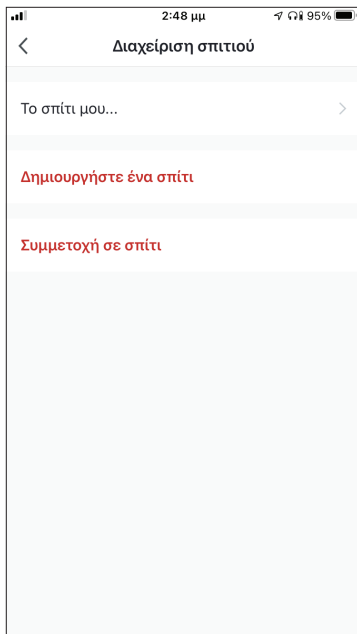 2:48 μμ 95%
Διαχείριση σπιτιού
Το σπίτι μου...
Δημιουργήστε ένα σπίτι
Συμμετοχή σε σπίτι